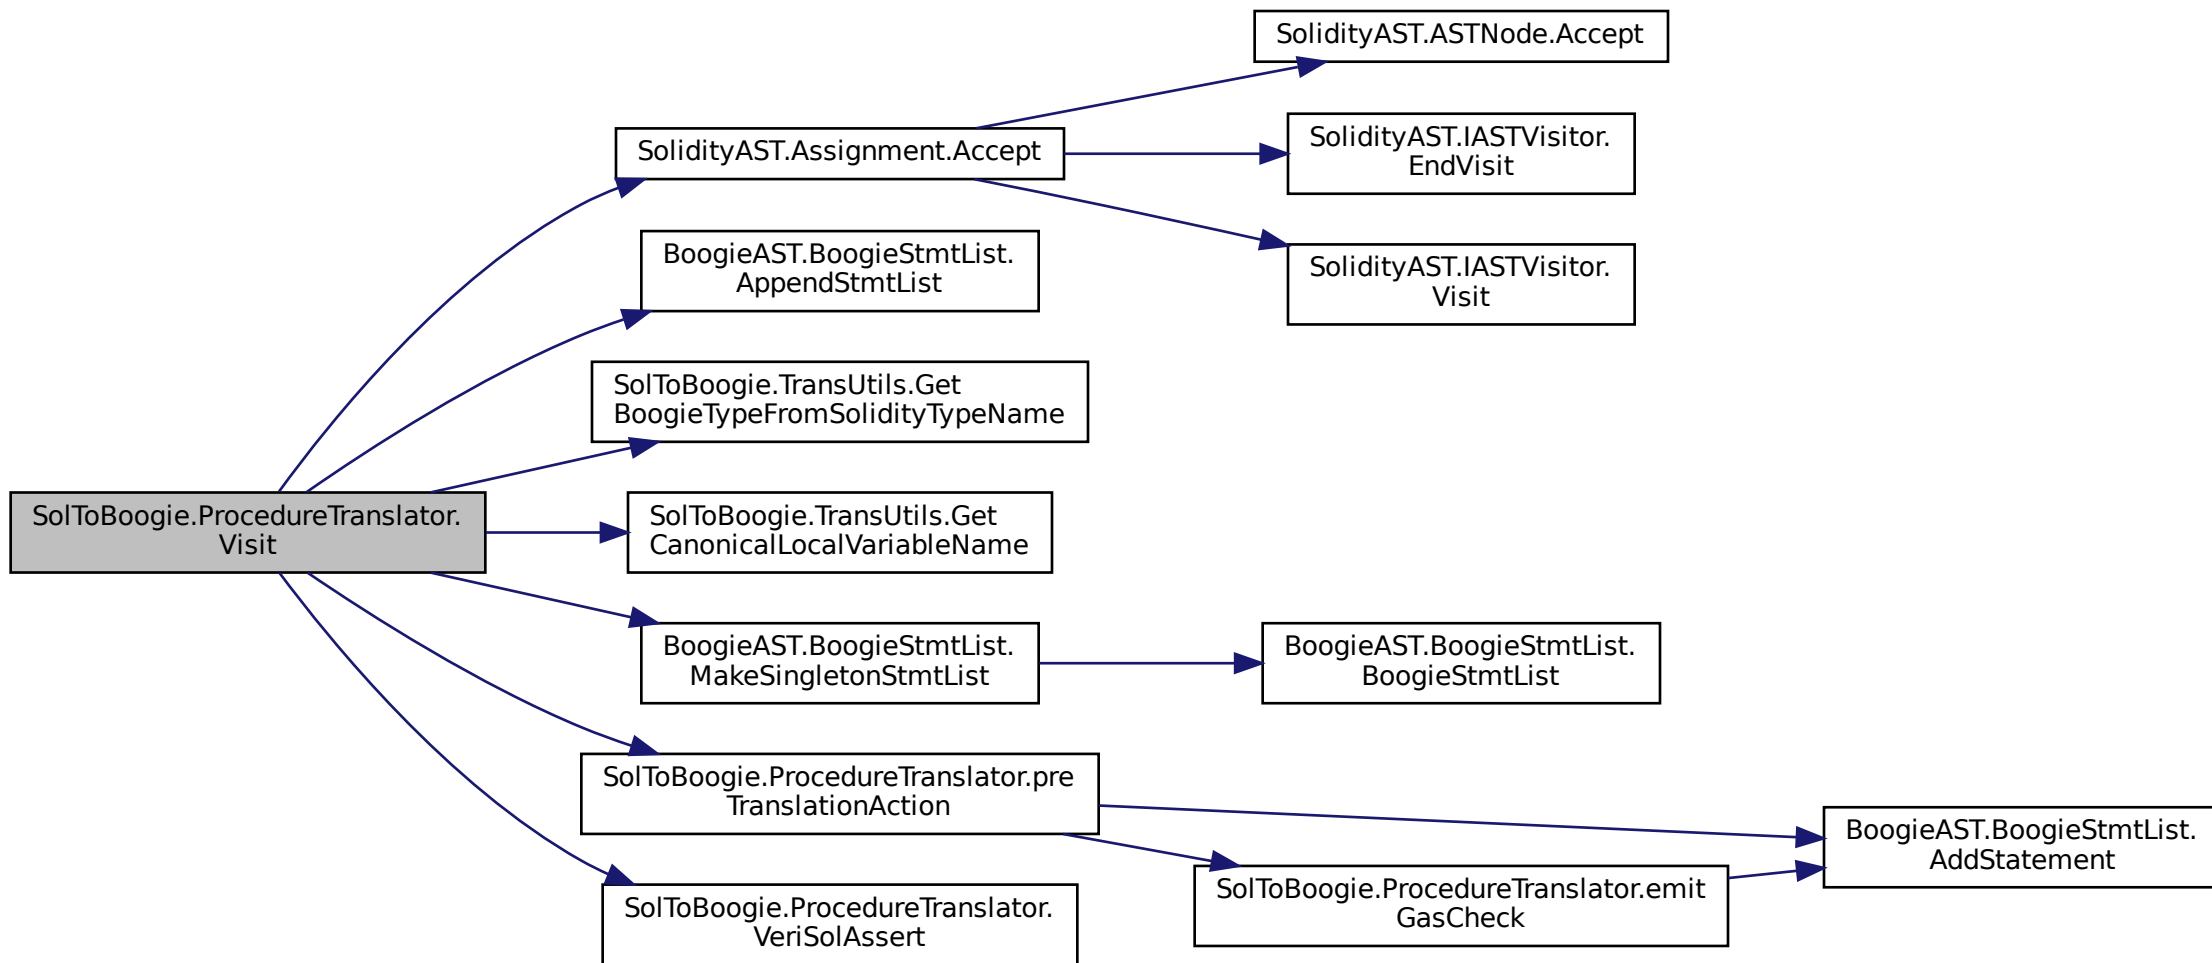 SolidityAST.ASTNode.Accept
SolidityAST.Assignment.Accept
SolidityAST.IASTVisitor.
EndVisit
SolidityAST.IASTVisitor.
Visit
BoogieAST.BoogieStmtList.
AppendStmtList
SolToBoogie.TransUtils.Get
BoogieTypeFromSolidityTypeName
SolToBoogie.ProcedureTranslator.
Visit
SolToBoogie.TransUtils.Get
CanonicalLocalVariableName
BoogieAST.BoogieStmtList.
MakeSingletonStmtList
BoogieAST.BoogieStmtList.
BoogieStmtList
SolToBoogie.ProcedureTranslator.pre
TranslationAction
BoogieAST.BoogieStmtList.
AddStatement
SolToBoogie.ProcedureTranslator.emit
GasCheck
SolToBoogie.ProcedureTranslator.
VeriSolAssert